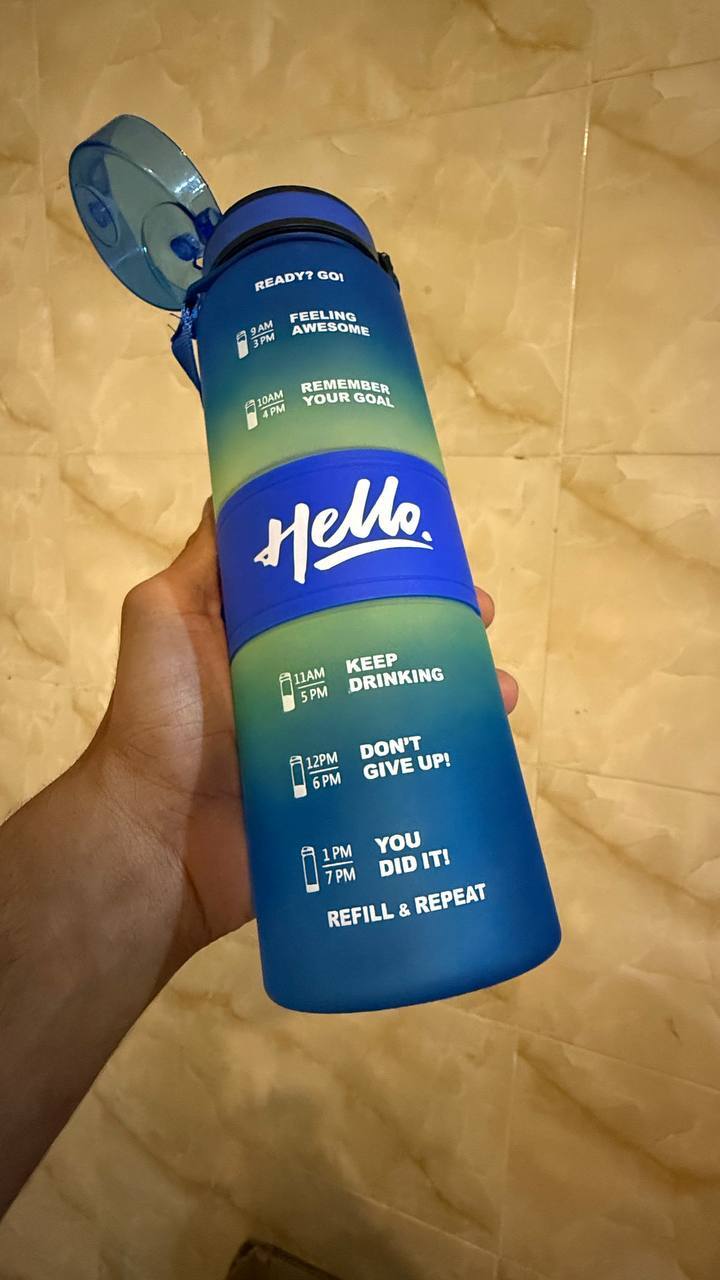 READY? GO!
9 AM
3 PM
FEELING
AWESOME
10AM
4 PM
REMEMBER
YOUR GOAL
Hello.
11AM
5 PM
KEEP
DRINKING
12PM
6 PM
DON'T
GIVE UP!
1 PM
7 PM
YOU
DID IT!
REFILL & REPEAT